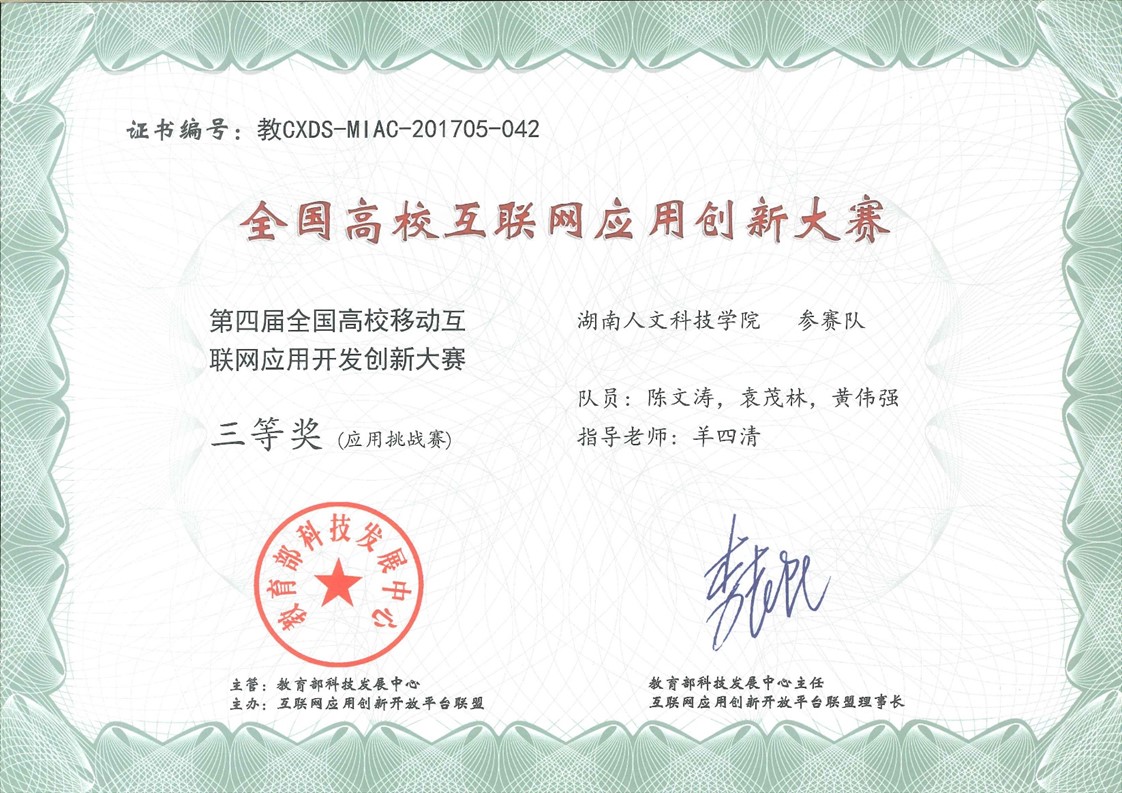 证书编号：教CXDS-MIAC-201705-042
全国高校互联网应用创新大赛
第四届全国高校移动互
联网应用开发创新大赛
三等奖 (应用挑战赛)
湖南人文科技学院 参赛队
队员：陈文涛，袁茂林，黄伟强
指导老师：羊四清
教育部科技发展中心
主管：教育部科技发展中心
主办：互联网应用创新开放平台联盟
教育部科技发展中心主任
互联网应用创新开放平台联盟理事长